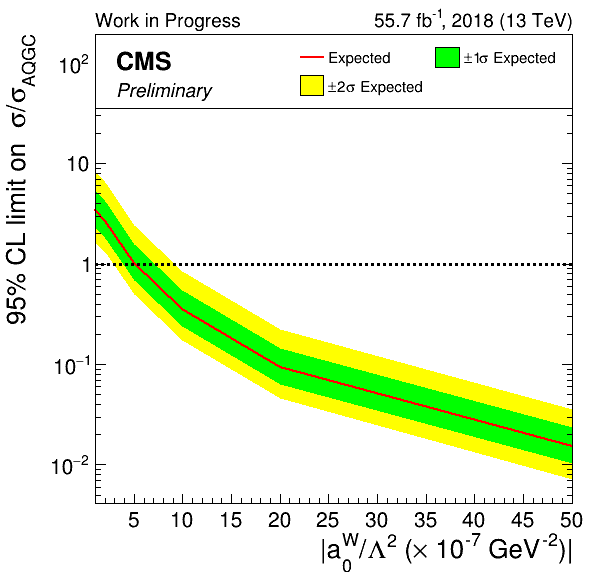 Work in Progress 55.7 fb⁻¹, 2018 (13 TeV)
CMS
Preliminary
Expected
±1σ Expected
±2σ Expected
95% CL limit on σ/σ_AQGC
10²
10
1
10⁻¹
10⁻²
5 10 15 20 25 30 35 40 45 50
|a₀ᵂ/Λ² (× 10⁻⁷ GeV⁻²)|